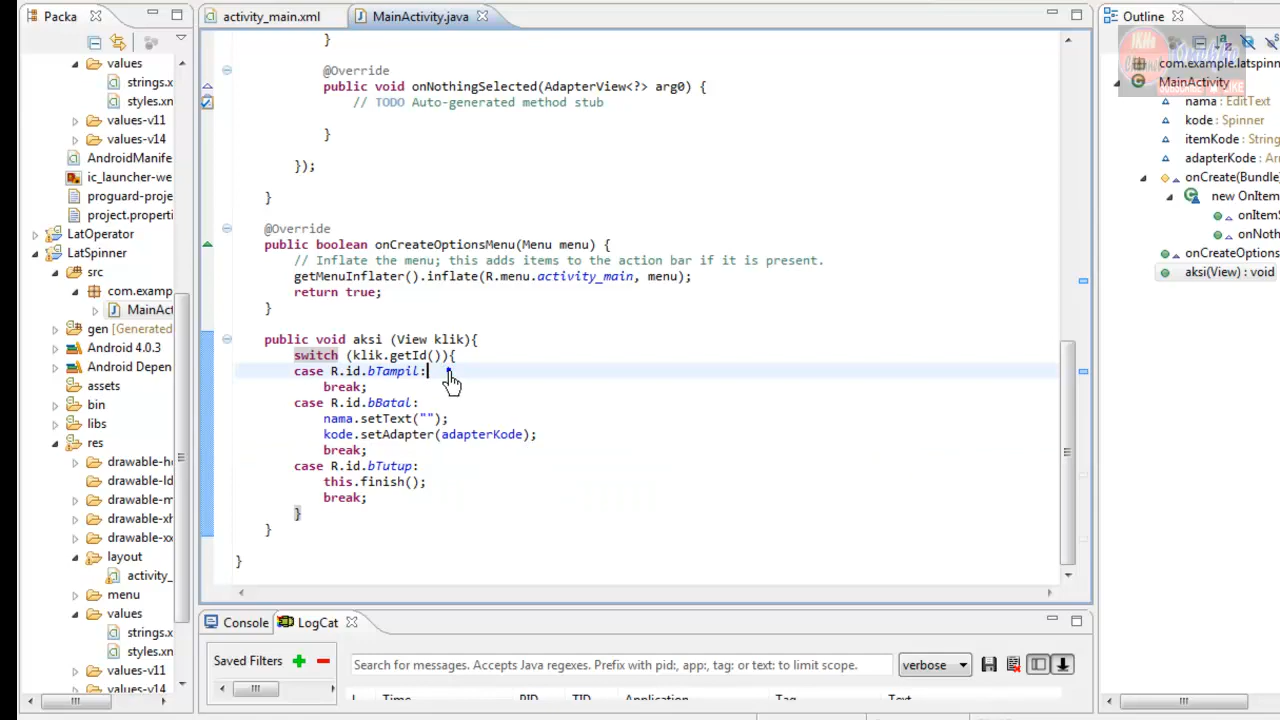 Packa
activity_main.xml
MainActivity.java
Outline
values
strings.xn
styles.xn
values-v11
values-v14
AndroidManife
ic_launcher-we
proguard-proje
project.properti
LatOperator
LatSpinner
src
com.examp
MainAct
gen [Generated
Android 4.0.3
Android Depen
assets
bin
libs
res
drawable-h
drawable-ld
drawable-m
drawable-xh
drawable-xx
layout
activity_
menu
values
strings.xn
styles.xn
values-v11
values-v14
}
@Override
public void onNothingSelected(AdapterView<?> arg0) {
// TODO Auto-generated method stub
}
});
}
@Override
public boolean onCreateOptionsMenu(Menu menu) {
// Inflate the menu; this adds items to the action bar if it is present.
getMenuInflater().inflate(R.menu.activity_main, menu);
return true;
}
public void aksi (View klik){
switch (klik.getId()){
case R.id.bTampil:
break;
case R.id.bBatal:
nama.setText("");
kode.setAdapter(adapterKode);
break;
case R.id.bTutup:
this.finish();
break;
}
}
}
com.example.latspinn
MainActivity
nama : EditText
kode : Spinner
itemKode : String
adapterKode : Arr
onCreate(Bundle)
new OnItem
onItemS
onNoth
onCreateOptions
aksi(View) : void
Console
LogCat
Saved Filters
Search for messages. Accepts Java regexes. Prefix with pid:, app:, tag: or text: to limit scope.
verbose
L
Time
PID
TID
Application
Tag
Text